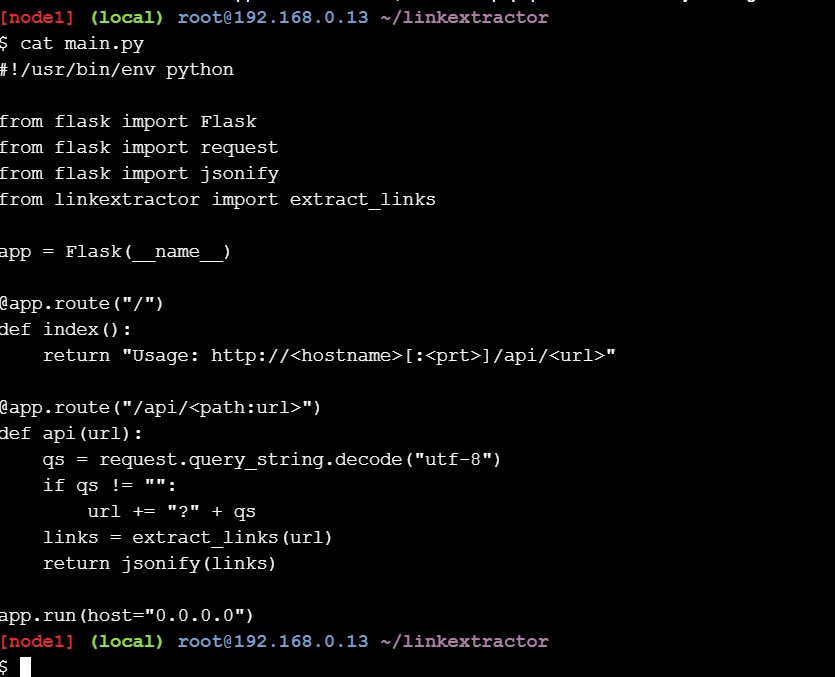 [node1] (local) root@192.168.0.13 ~/linkextractor
$ cat main.py
#!/usr/bin/env python
from flask import Flask
from flask import request
from flask import jsonify
from linkextractor import extract_links
app = Flask(__name__)
@app.route("/")
def index():
    return "Usage: http://<hostname>[:<prt>]/api/<url>"
@app.route("/api/<path:url>")
def api(url):
    qs = request.query_string.decode("utf-8")
    if qs != "":
        url += "?" + qs
    links = extract_links(url)
    return jsonify(links)
app.run(host="0.0.0.0")
[node1] (local) root@192.168.0.13 ~/linkextractor
$